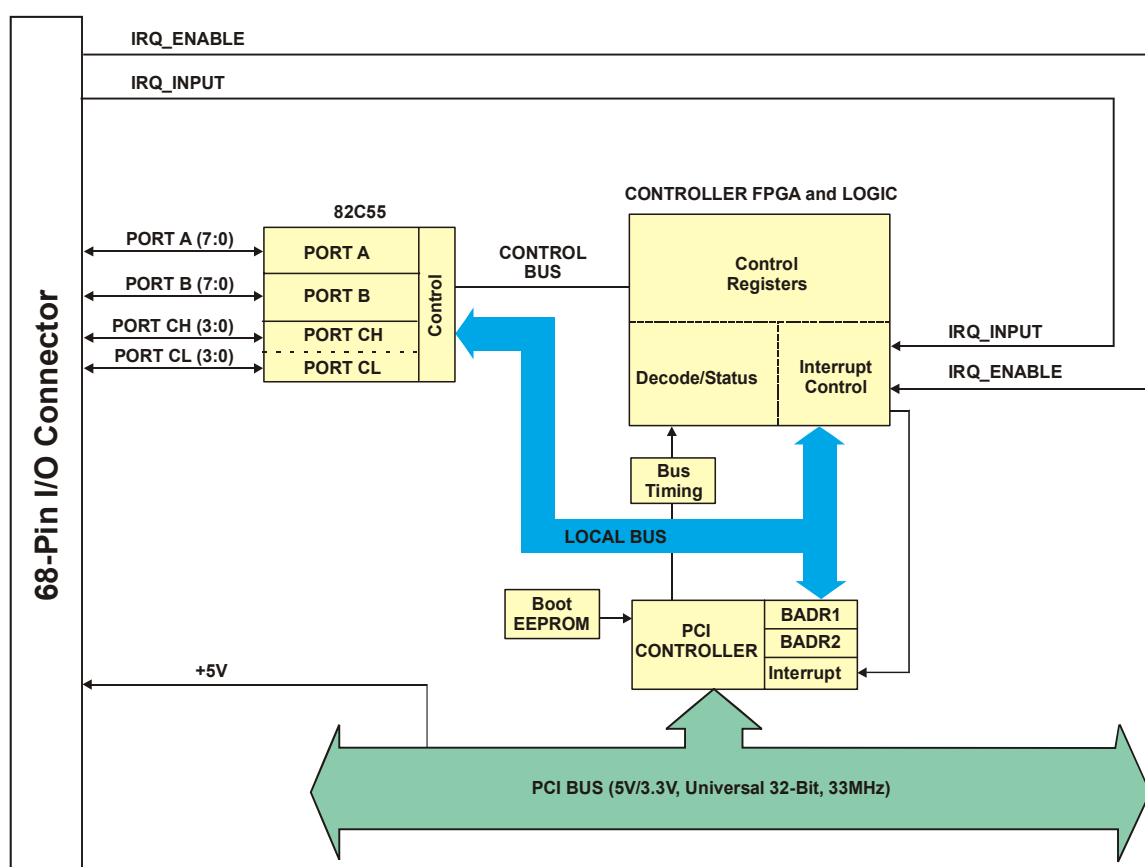 IRQ_ENABLE
IRQ_INPUT
68-Pin I/O Connector
CONTROLLER FPGA and LOGIC
82C55
PORT A (7:0)
PORT A
PORT B (7:0)
PORT B
PORT CH (3:0)
PORT CH
PORT CL (3:0)
PORT CL
Control
CONTROL
BUS
Control
Registers
Decode/Status
Interrupt
Control
IRQ_INPUT
IRQ_ENABLE
Bus
Timing
LOCAL BUS
Boot
EEPROM
PCI
CONTROLLER
BADR1
BADR2
Interrupt
+5V
PCI BUS (5V/3.3V, Universal 32-Bit, 33MHz)